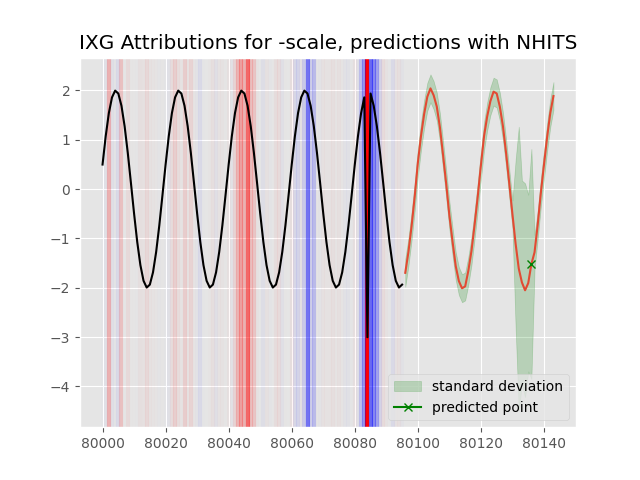 IXG Attributions for -scale, predictions with NHITS
2
1
0
−1
−2
−3
−4
80000 80020 80040 80060 80080 80100 80120 80140
standard deviation
predicted point